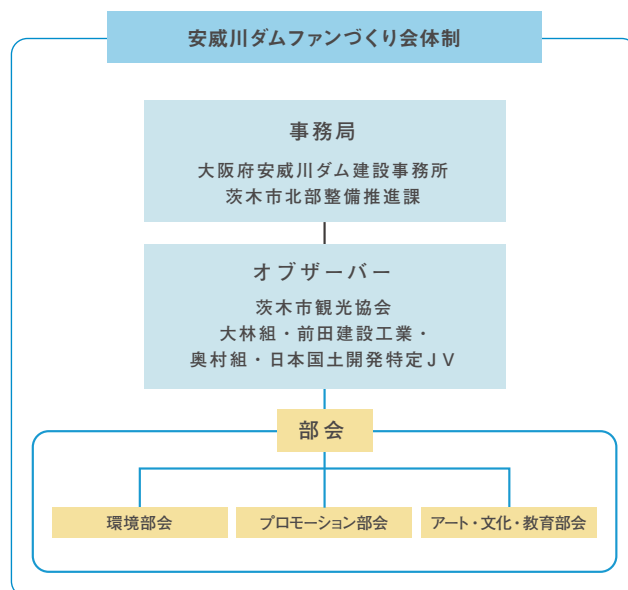 安威川ダムファンづくり会体制
事務局
大阪府安威川ダム建設事務所
茨木市北部整備推進課
オブザーバー
茨木市観光協会
大林組・前田建設工業・
奥村組・日本国土開発特定ＪＶ
部会
環境部会
プロモーション部会
アート・文化・教育部会